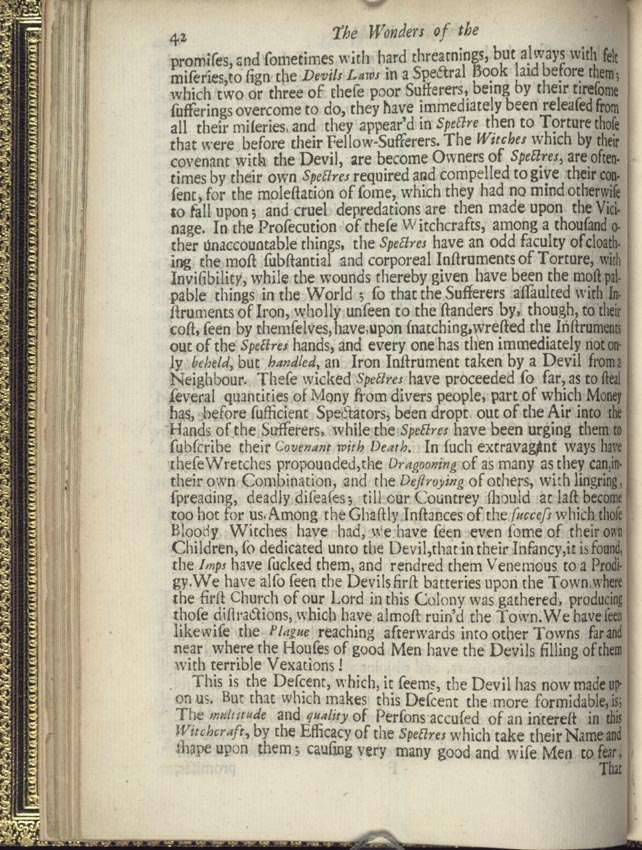 42 The Wonders of the
promiſes, and ſometimes with hard threatnings, but always with felt
miſeries,to ſign the Devils Laws in a Spectral Book laid before them;
which two or three of theſe poor Sufferers, being by their tireſome
ſufferings overcome to do, they have immediately been releaſed from
all their miſeries, and they appear'd in Spectre then to Torture thoſe
that were before their Fellow-Sufferers. The Witches which by their
covenant with the Devil, are become Owners of Spectres, are often-
times by their own Spectres required and compelled to give their con-
ſent, for the moleſtation of ſome, which they had no mind otherwiſe
to fall upon; and cruel depredations are then made upon the Vici-
nage. In the Proſecution of theſe Witchcrafts, among a thouſand o-
ther unaccountable things, the Spectres have an odd faculty of cloath-
ing the moſt ſubſtantial and corporeal Inſtruments of Torture, with
Inviſibility, while the wounds thereby given have been the moſt pal-
pable things in the World; ſo that the Sufferers aſſaulted with In-
ſtruments of Iron, wholly unſeen to the ſtanders by, though, to their
coſt, ſeen by themſelves,have,upon ſnatching,wreſted the Inſtruments
out of the Spectres hands, and every one has then immediately not on-
ly beheld, but handled, an Iron Inſtrument taken by a Devil from a
Neighbour. Theſe wicked Spectres have proceeded ſo far, as to ſteal
ſeveral quantities of Mony from divers people, part of which Money
has, before ſufficient Spectators, been dropt out of the Air into the
Hands of the Sufferers, while the Spectres have been urging them to
ſubſcribe their Covenant with Death. In ſuch extravagant ways have
theſe Wretches propounded,the Dragooning of as many as they can,in
their own Combination, and the Deſtroying of others, with lingring,
ſpreading, deadly diſeaſes; till our Countrey ſhould at laſt become
too hot for us. Among the Ghaſtly Inſtances of the ſucceſs which thoſe
Bloody Witches have had, we have ſeen even ſome of their own
Children, ſo dedicated unto the Devil,that in their Infancy,it is found,
the Imps have ſucked them, and rendred them Venemous to a Prodi-
gy.We have alſo ſeen the Devils firſt batteries upon the Town where
the firſt Church of our Lord in this Colony was gathered, producing
thoſe diſtractions, which have almoſt ruin'd the Town.We have ſeen
likewiſe the Plague reaching afterwards into other Towns far and
near where the Houſes of good Men have the Devils filling of them
with terrible Vexations!
This is the Deſcent, which, it ſeems, the Devil has now made up-
on us. But that which makes this Deſcent the more formidable, is;
The multitude and quality of Perſons accuſed of an intereſt in this
Witchcraft, by the Efficacy of the Spectres which take their Name and
ſhape upon them; cauſing very many good and wiſe Men to fear,
That